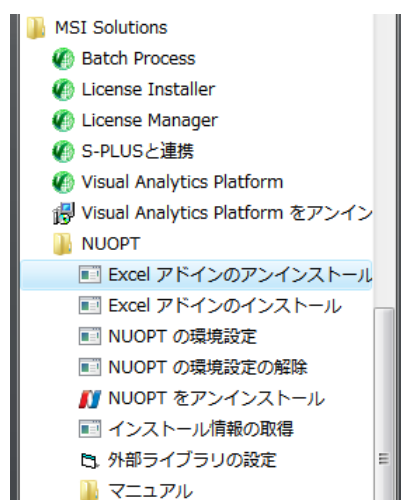 MSI Solutions
Batch Process
License Installer
License Manager
S-PLUSと連携
Visual Analytics Platform
Visual Analytics Platform をアンイン
NUOPT
Excel アドインのアンインストール
Excel アドインのインストール
NUOPT の環境設定
NUOPT の環境設定の解除
NUOPT をアンインストール
インストール情報の取得
外部ライブラリの設定
マニュアル